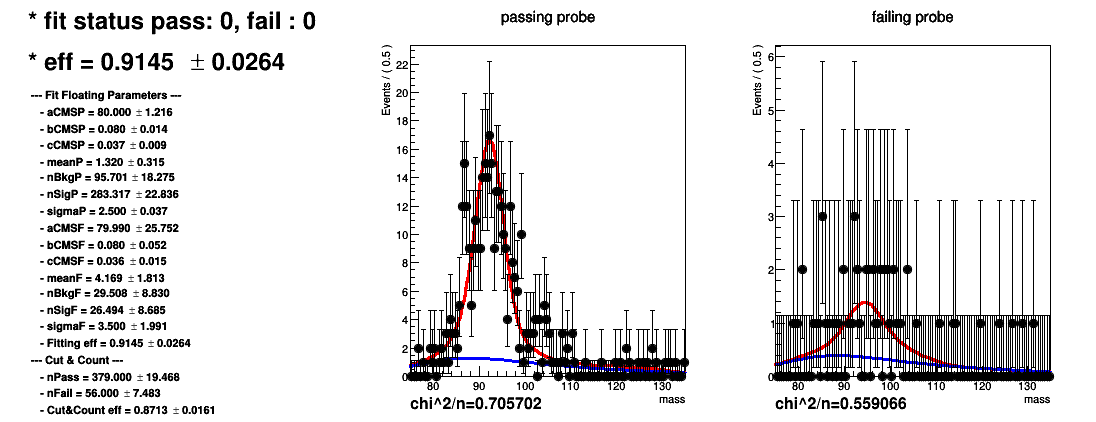 * fit status pass: 0, fail : 0
* eff = 0.9145 ± 0.0264
--- Fit Floating Parameters ---
- aCMSP = 80.000 ± 1.216
- bCMSP = 0.080 ± 0.014
- cCMSP = 0.037 ± 0.009
- meanP = 1.320 ± 0.315
- nBkgP = 95.701 ± 18.275
- nSigP = 283.317 ± 22.836
- sigmaP = 2.500 ± 0.037
- aCMSF = 79.990 ± 25.752
- bCMSF = 0.080 ± 0.052
- cCMSF = 0.036 ± 0.015
- meanF = 4.169 ± 1.813
- nBkgF = 29.508 ± 8.830
- nSigF = 26.494 ± 8.685
- sigmaF = 3.500 ± 1.991
- Fitting eff = 0.9145 ± 0.0264
--- Cut & Count ---
- nPass = 379.000 ± 19.468
- nFail = 56.000 ± 7.483
- Cut&Count eff = 0.8713 ± 0.0161
passing probe
Events / ( 0.5 )
22
20
18
16
14
12
10
8
6
4
2
0
80 90 100 110 120 130
mass
chi^2/n=0.705702
failing probe
Events / ( 0.5 )
6
5
4
3
2
1
0
80 90 100 110 120 130
mass
chi^2/n=0.559066